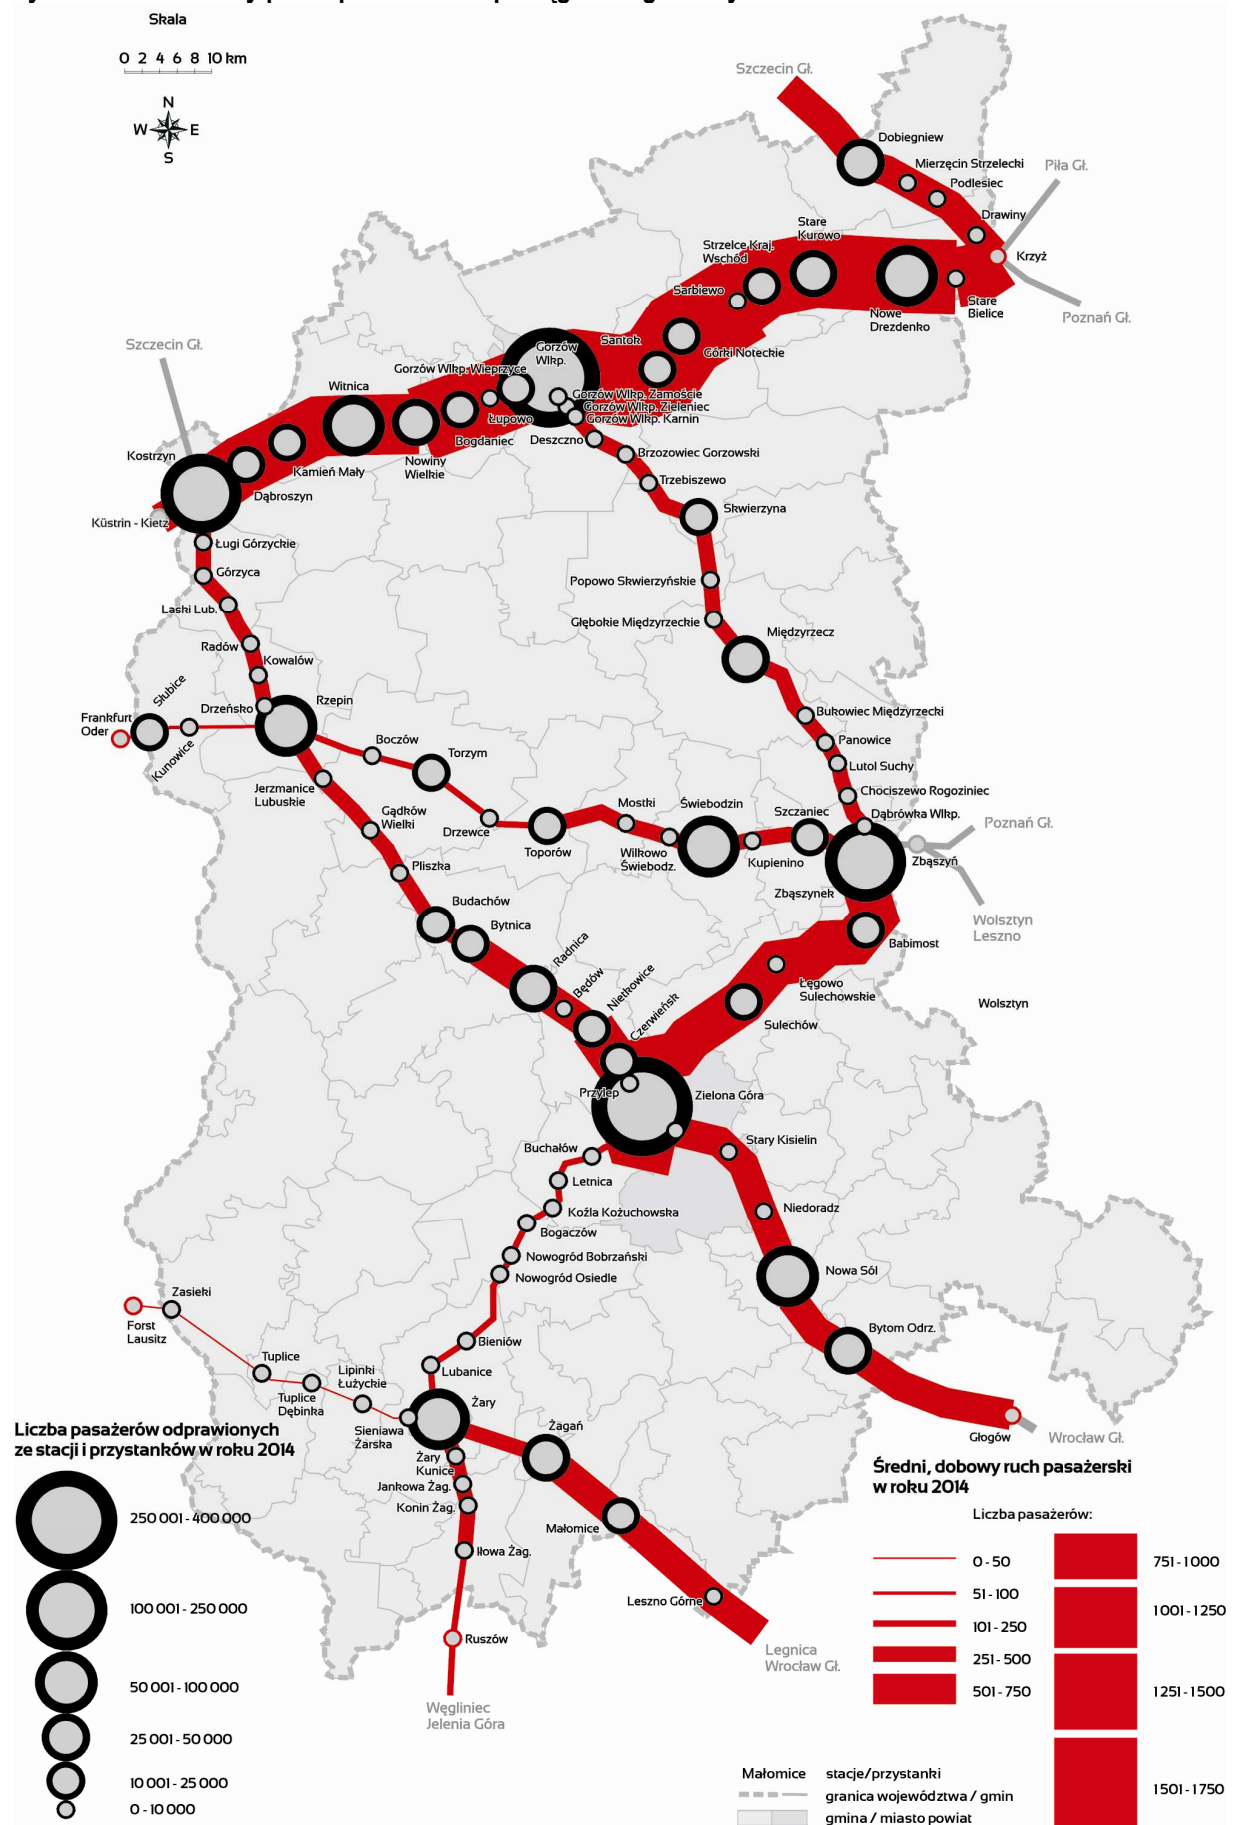 Skala
0 2 4 6 8 10 km
N
W E
S
Szczecin Gł.
Dobiegniew
Mierzęcin Strzelecki
Podlesiec
Piła Gł.
Drawiny
Stare
Kurowo
Strzelce Kraj.
Wschód
Krzyż
Sarbiewo
Stare
Bielice
Nowe
Drezdenko
Poznań Gł.
Szczecin Gł.
Santok
Górki Noteckie
Gorzów
Wlkp.
Gorzów Wlkp. Wieprzyce
Witnica
Gorzów Wlkp. Zamoście
Gorzów Wlkp. Zieleniec
Gorzów Wlkp. Karnin
Łupowo
Bogdaniec
Deszczno
Brzozowiec Gorzowski
Kostrzyn
Nowiny
Wielkie
Kamień Mały
Trzebiszewo
Dąbroszyn
Skwierzyna
Küstrin - Kietz
Ługi Górzyckie
Górzyca
Popowo Skwierzyńskie
Laski Lub.
Głębokie Międzyrzeckie
Międzyrzecz
Radów
Kowalów
Słubice
Drzeńsko
Rzepin
Frankfurt
Oder
Kunowice
Bukowiec Międzyrzecki
Boczów
Panowice
Torzym
Lutol Suchy
Jerzmanice
Lubuskie
Chociszewo Rogoziniec
Gądków
Wielki
Mostki
Świebodzin
Szczaniec
Dąbrówka Wlkp.
Poznań Gł.
Drzewce
Toporów
Wilkowo
Świebodz.
Kupienino
Zbąszyń
Pliszka
Zbąszynek
Budachów
Wolsztyn
Leszno
Bytnica
Babimost
Radnica
Będów
Nietkowice
Czerwieńsk
Łęgowo
Sulechowskie
Wolsztyn
Sulechów
Przylep
Zielona Góra
Stary Kisielin
Buchałów
Letnica
Koźla Kożuchowska
Niedoradz
Bogaczów
Nowogród Bobrzański
Nowogród Osiedle
Nowa Sól
Zasieki
Forst
Lausitz
Bytom Odrz.
Bieniów
Tuplice
Lubanice
Lipinki
Łużyckie
Tuplice
Dębinka
Żary
Żagań
Sieniawa
Żarska
Głogów
Wrocław Gł.
Żary
Kunice
Jankowa Żag.
Konin Żag.
Małomice
Iłowa Żag.
Leszno Górne
Ruszów
Legnica
Wrocław Gł.
Węgliniec
Jelenia Góra
Liczba pasażerów odprawionych
ze stacji i przystanków w roku 2014
250 001 - 400 000
100 001 - 250 000
50 001 - 100 000
25 001 - 50 000
10 001 - 25 000
0 - 10 000
Średni, dobowy ruch pasażerski
w roku 2014
Liczba pasażerów:
0 - 50
51 - 100
101 - 250
251 - 500
501 - 750
751 - 1000
1001 - 1250
1251 - 1500
1501 - 1750
Małomice stacje/przystanki
granica województwa / gmin
gmina / miasto powiat